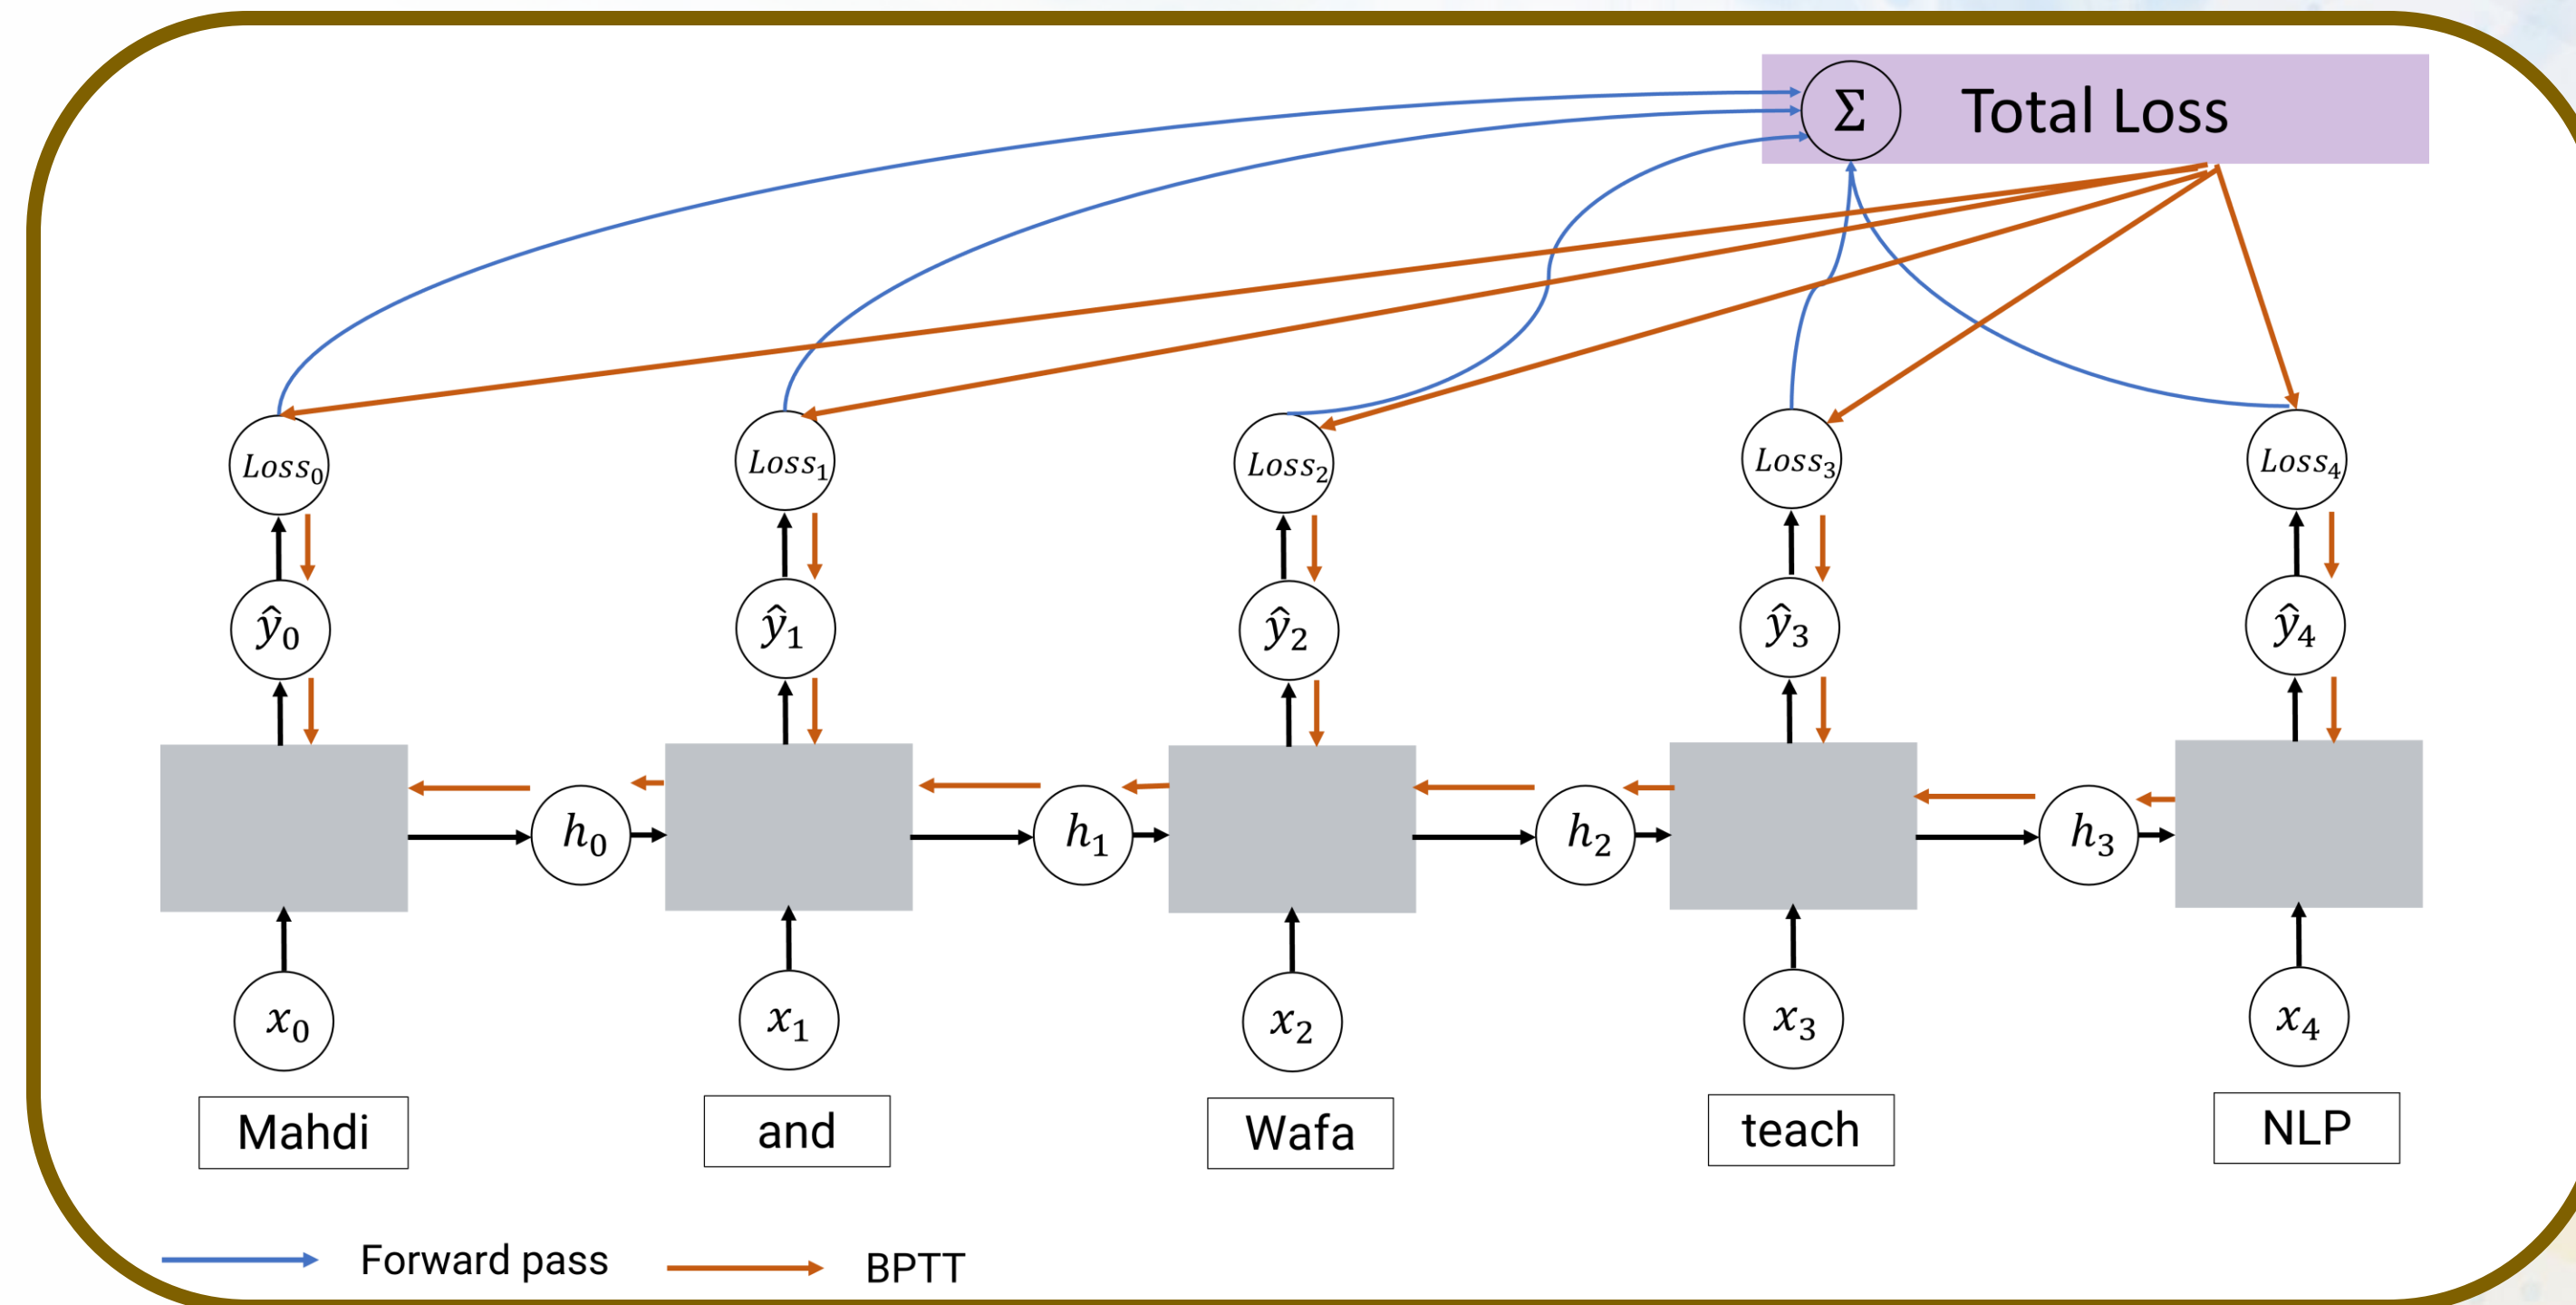 Σ Total Loss
Loss₀ Loss₁ Loss₂ Loss₃ Loss₄
ŷ₀ ŷ₁ ŷ₂ ŷ₃ ŷ₄
h₀ h₁ h₂ h₃
x₀ x₁ x₂ x₃ x₄
Mahdi and Wafa teach NLP
Forward pass BPTT